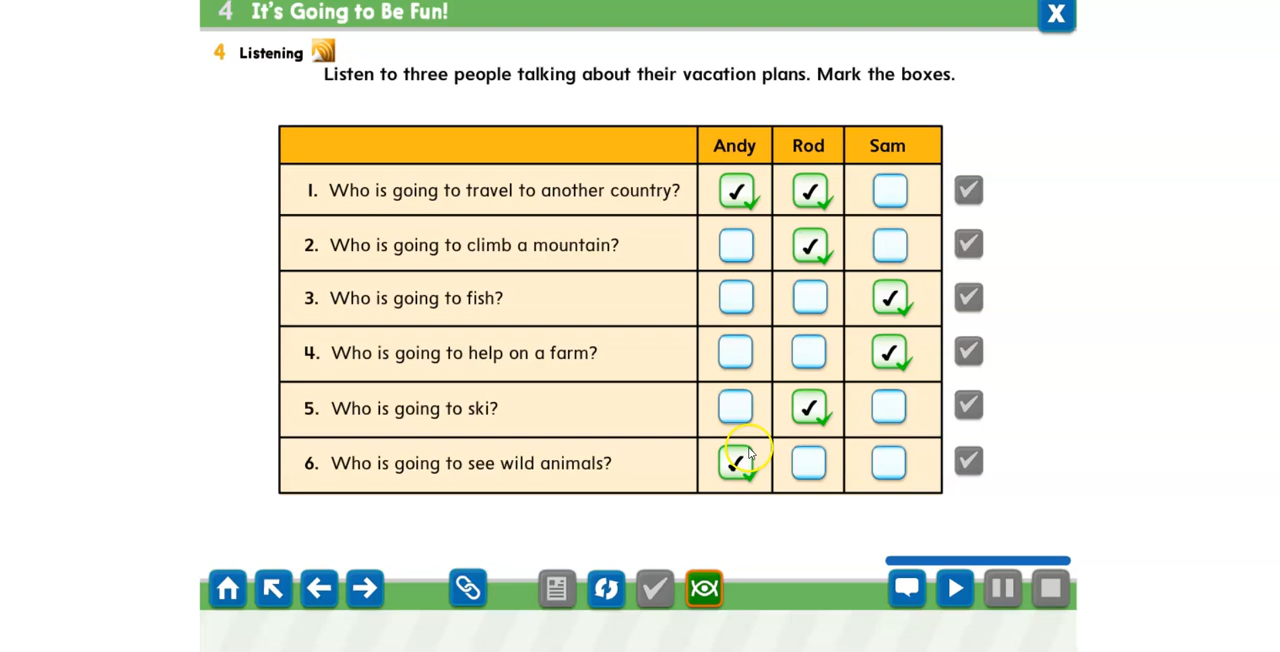 4 It's Going to Be Fun!
X
4 Listening
Listen to three people talking about their vacation plans. Mark the boxes.
Andy Rod Sam
1. Who is going to travel to another country?
2. Who is going to climb a mountain?
3. Who is going to fish?
4. Who is going to help on a farm?
5. Who is going to ski?
6. Who is going to see wild animals?